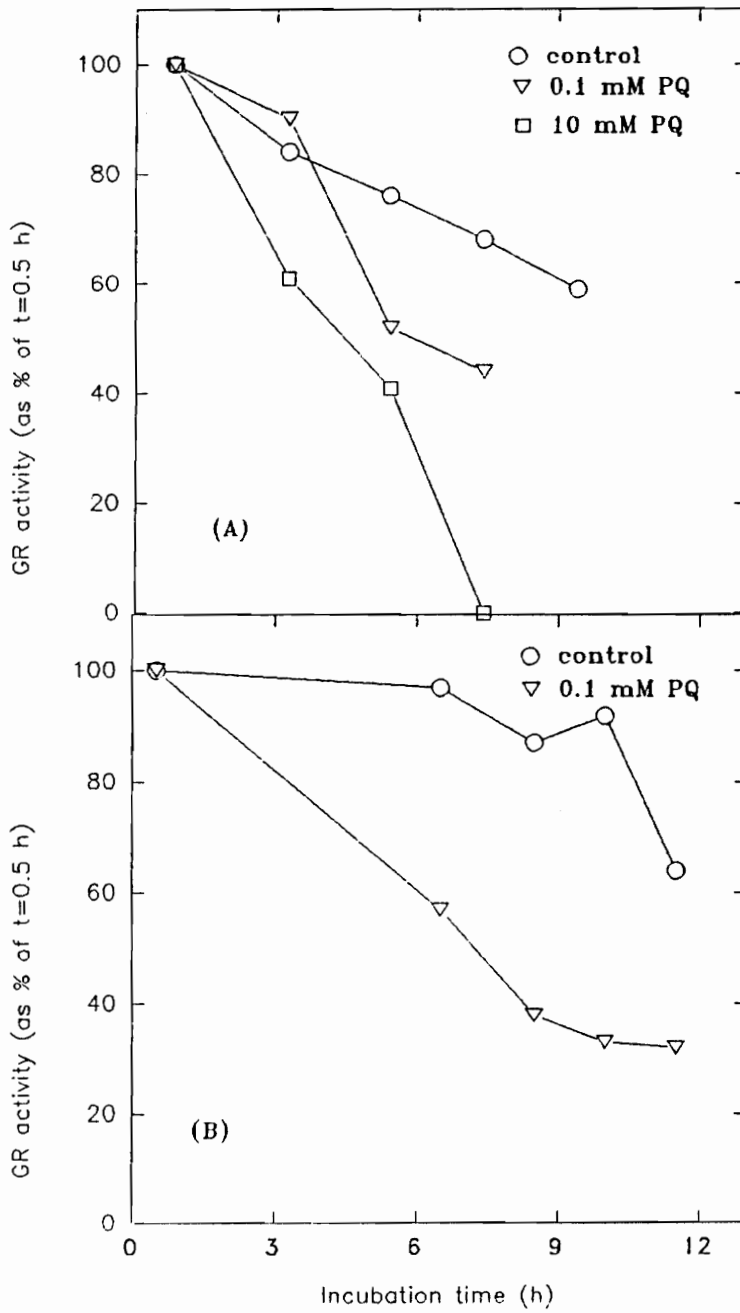 100
80
60
40
20
0
GR activity (as % of t=0.5 h)
control
0.1 mM PQ
10 mM PQ
(A)
100
80
60
40
20
0
GR activity (as % of t=0.5 h)
control
0.1 mM PQ
(B)
0 3 6 9 12
Incubation time (h)